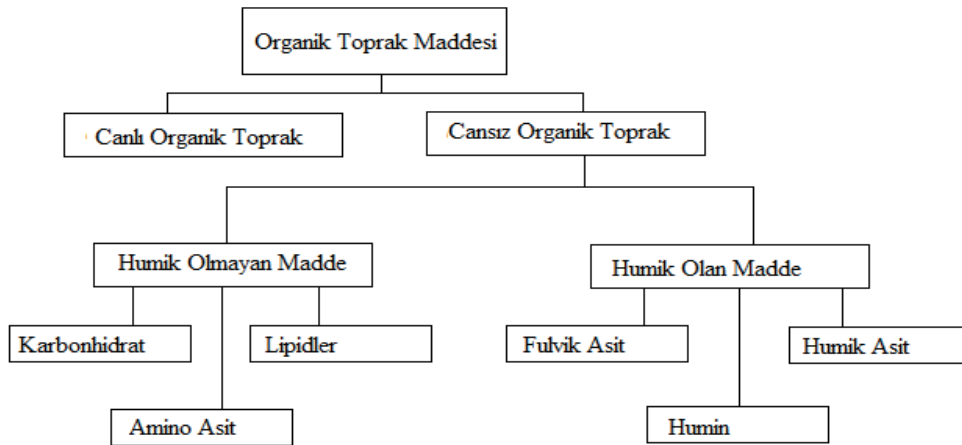 Organik Toprak Maddesi
Canlı Organik Toprak
Cansız Organik Toprak
Humik Olmayan Madde
Humik Olan Madde
Karbonhidrat
Lipidler
Fulvik Asit
Humik Asit
Amino Asit
Humin